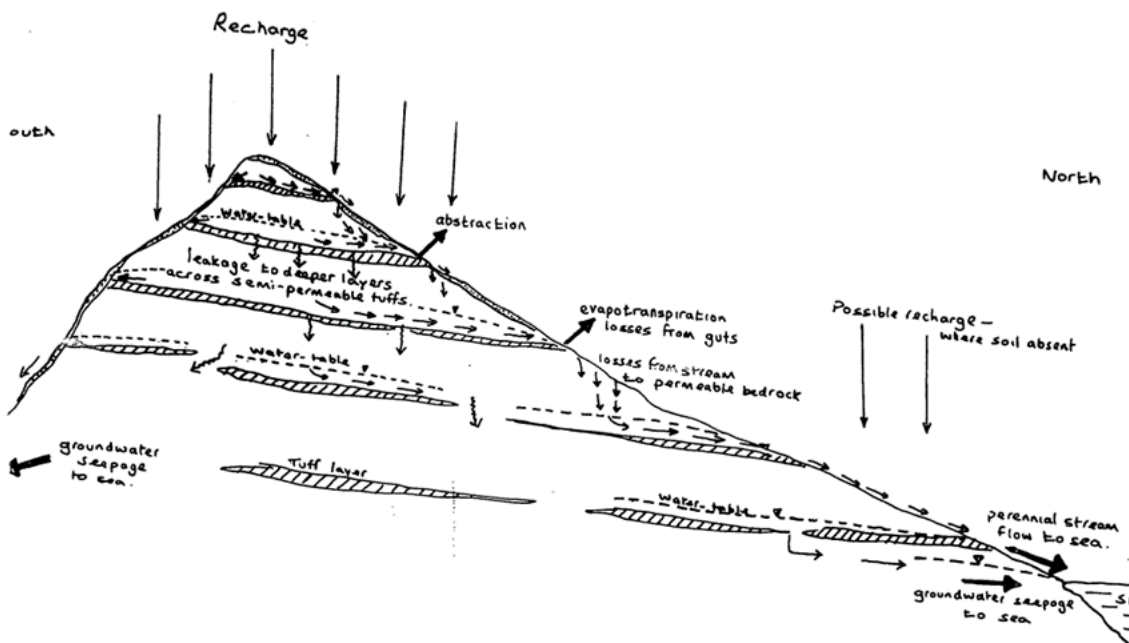 Recharge
outh
North
abstraction
water-table
leakage to deeper layers
across semi-permeable tuffs.
evapotranspiration
losses from guts
Possible recharge –
where soil absent
water-table
losses from stream
to permeable bedrock
groundwater
seepage
to sea.
Tuff layer
water-table
perennial stream
flow to sea.
groundwater seepage
to sea